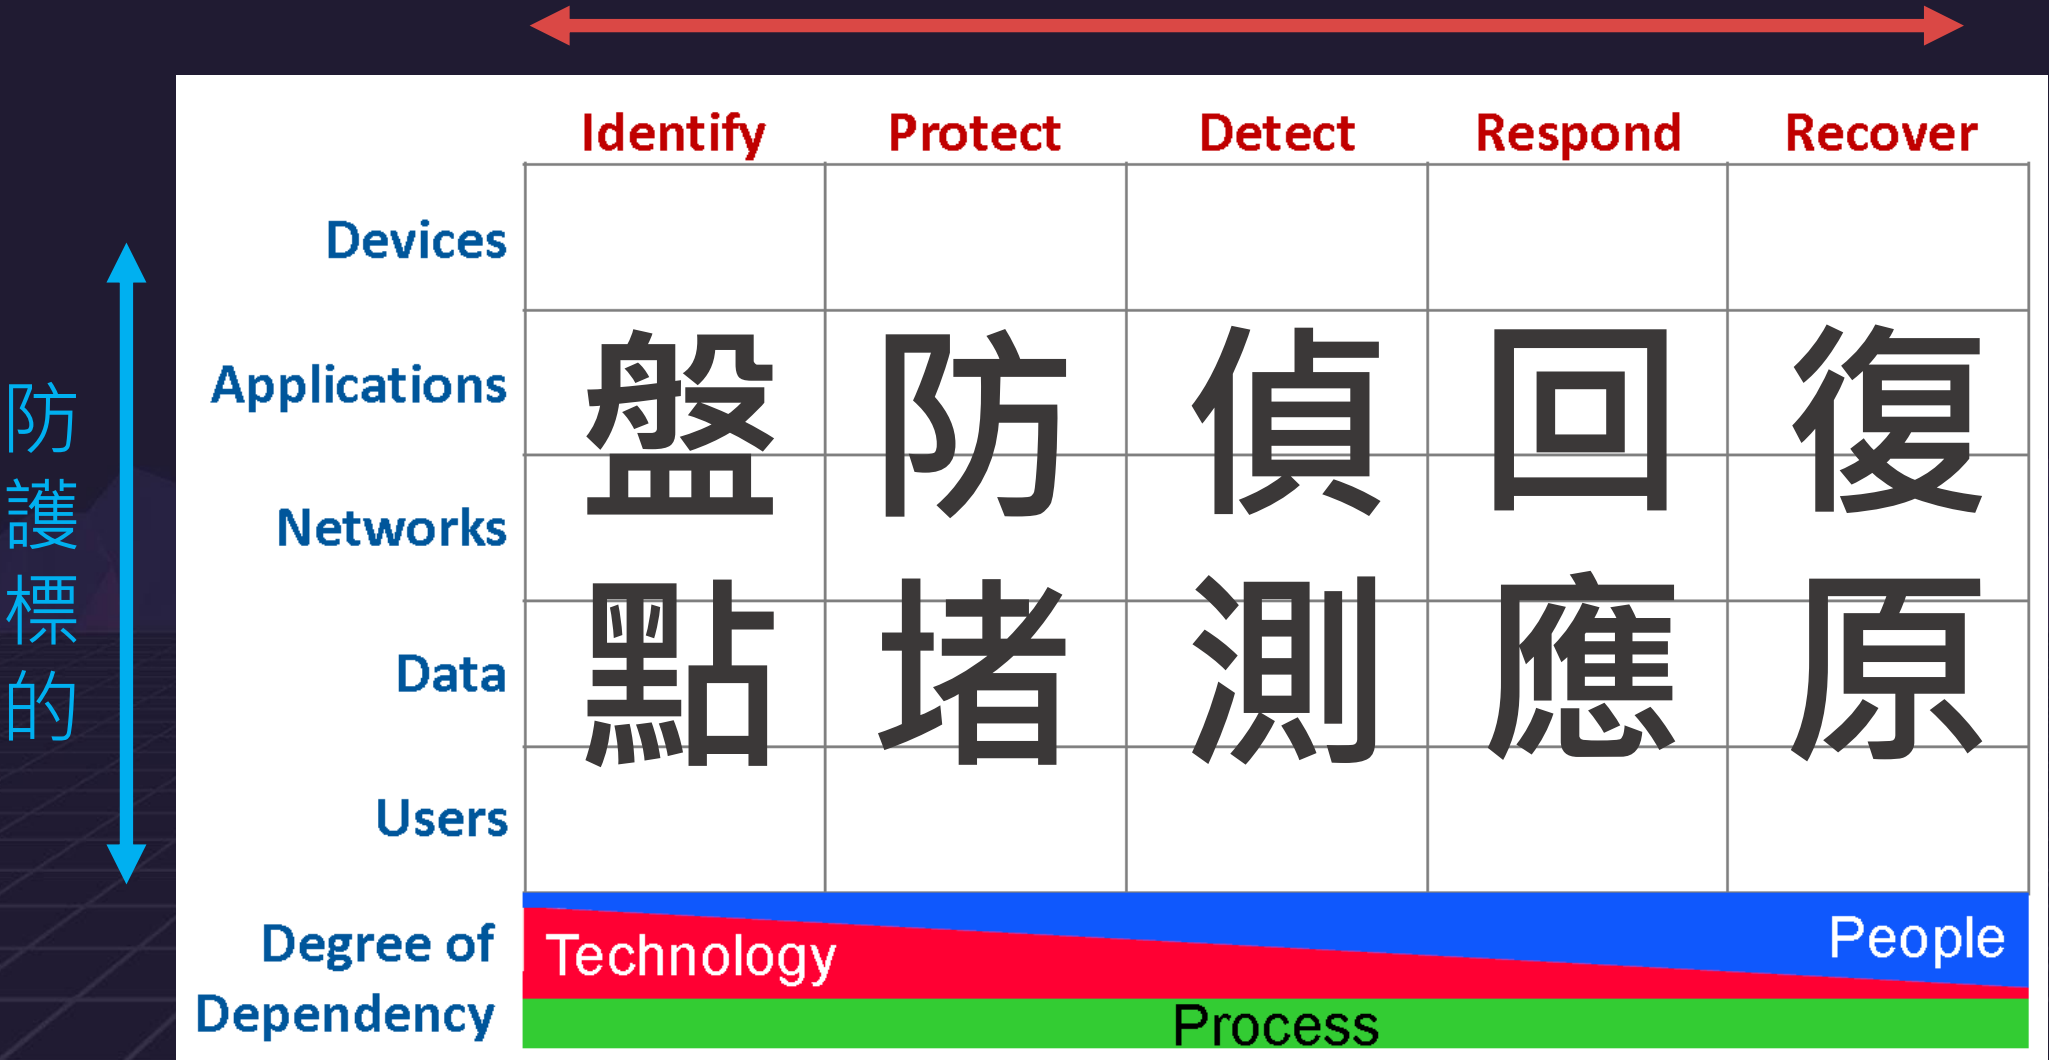 Identify Protect Detect Respond Recover
Devices
Applications
Networks
Data
Users
盤點
防堵
偵測
回應
復原
防護標的
Degree of
Dependency
Technology
People
Process